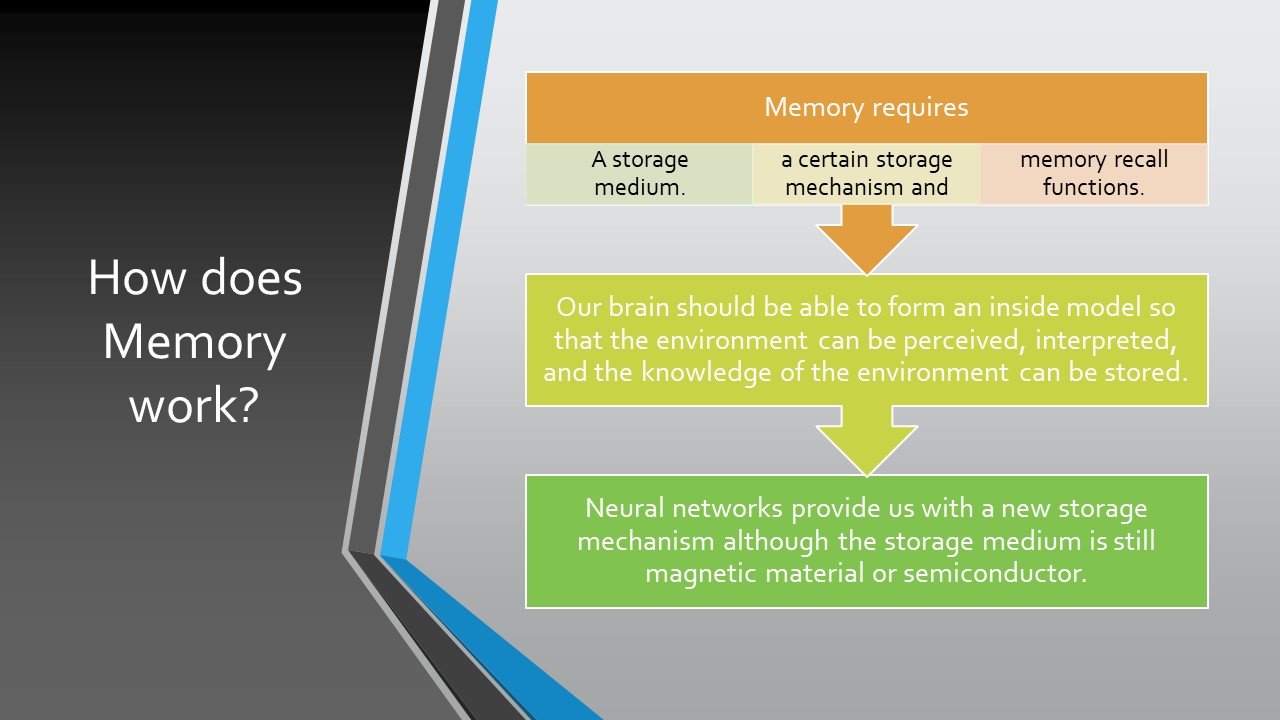 How does
Memory
work?
Memory requires
A storage
medium.
a certain storage
mechanism and
memory recall
functions.
Our brain should be able to form an inside model so
that the environment can be perceived, interpreted,
and the knowledge of the environment can be stored.
Neural networks provide us with a new storage
mechanism although the storage medium is still
magnetic material or semiconductor.